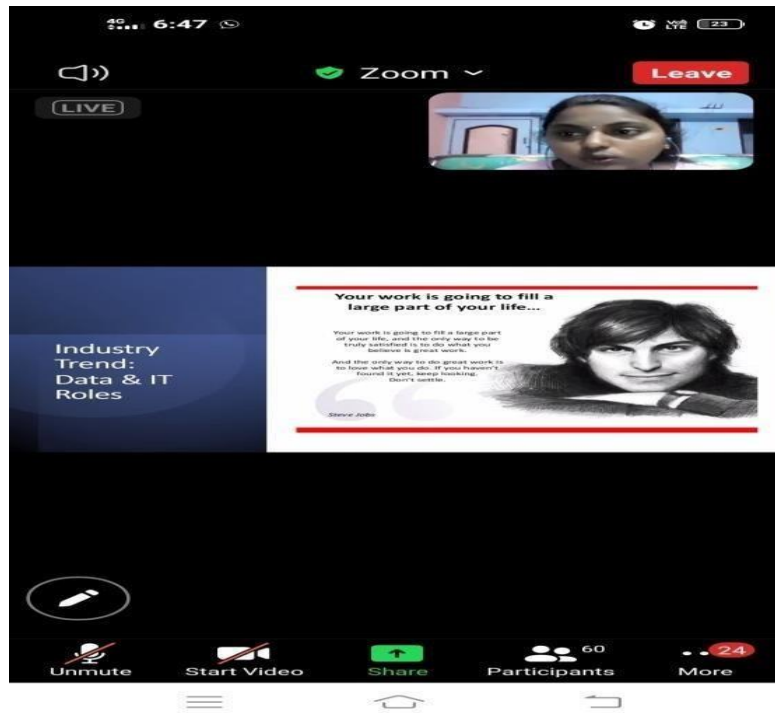 4G 6:47 Vo)) LTE 23
Zoom Leave
LIVE
Your work is going to fill a
large part of your life...
Your work is going to fill a large part
of your life, and the only way to be
truly satisfied is to do what you
believe is great work.
And the only way to do great work is
to love what you do. If you haven't
found it yet, keep looking.
Don't settle.
Steve Jobs
Industry
Trend:
Data & IT
Roles
60
24
Unmute Start Video Share Participants More